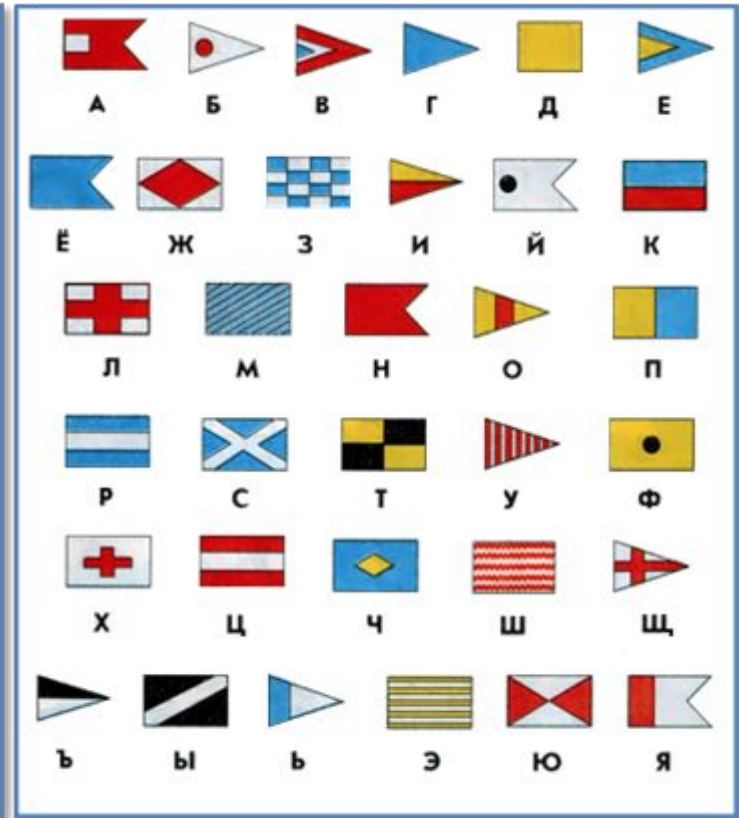 А Б В Г Д Е
Ё Ж З И Й К
Л М Н О П
Р С Т У Ф
Х Ц Ч Ш Щ
Ъ Ы Ь Э Ю Я